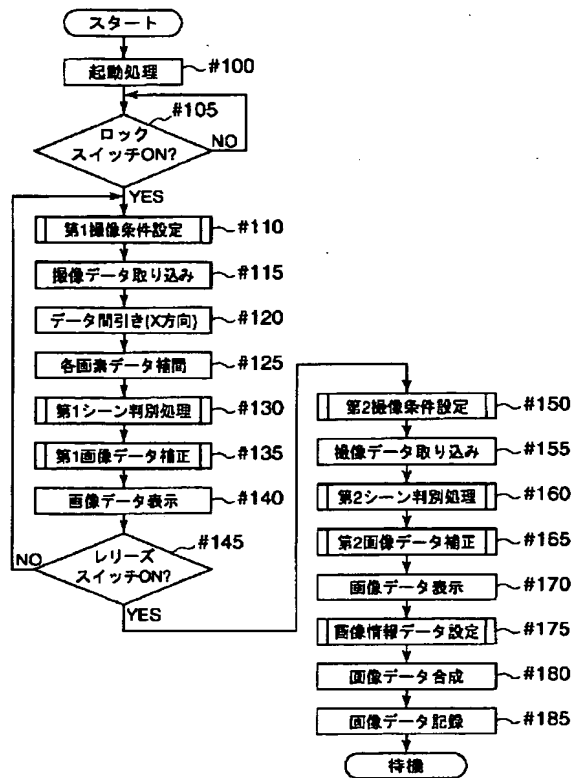 スタート
起動処理
#100
#105
ロック
スイッチON?
NO
YES
第1撮像条件設定
#110
撮像データ取り込み
#115
データ間引き(X方向)
#120
各画素データ補間
#125
第1シーン判別処理
#130
第1画像データ補正
#135
画像データ表示
#140
#145
NO
レリーズ
スイッチON?
YES
第2撮像条件設定
#150
撮像データ取り込み
#155
第2シーン判別処理
#160
第2画像データ補正
#165
画像データ表示
#170
画像情報データ設定
#175
画像データ合成
#180
画像データ記録
#185
待機